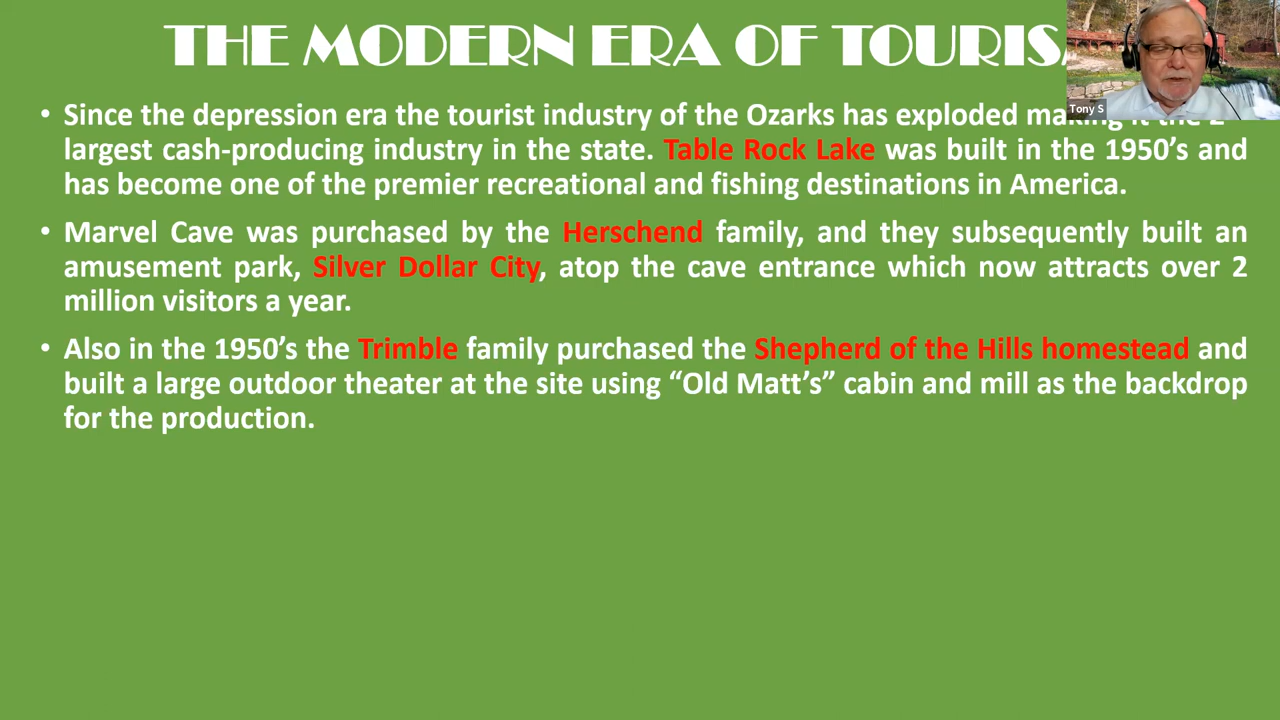 THE MODERN ERA OF
Tony S
• Since the depression era the tourist industry of the Ozarks has exploded
largest cash-producing industry in the state. Table Rock Lake was built in the 1950’s and
has become one of the premier recreational and fishing destinations in America.
• Marvel Cave was purchased by the Herschend family, and they subsequently built an
amusement park, Silver Dollar City, atop the cave entrance which now attracts over 2
million visitors a year.
• Also in the 1950’s the Trimble family purchased the Shepherd of the Hills homestead and
built a large outdoor theater at the site using “Old Matt’s” cabin and mill as the backdrop
for the production.